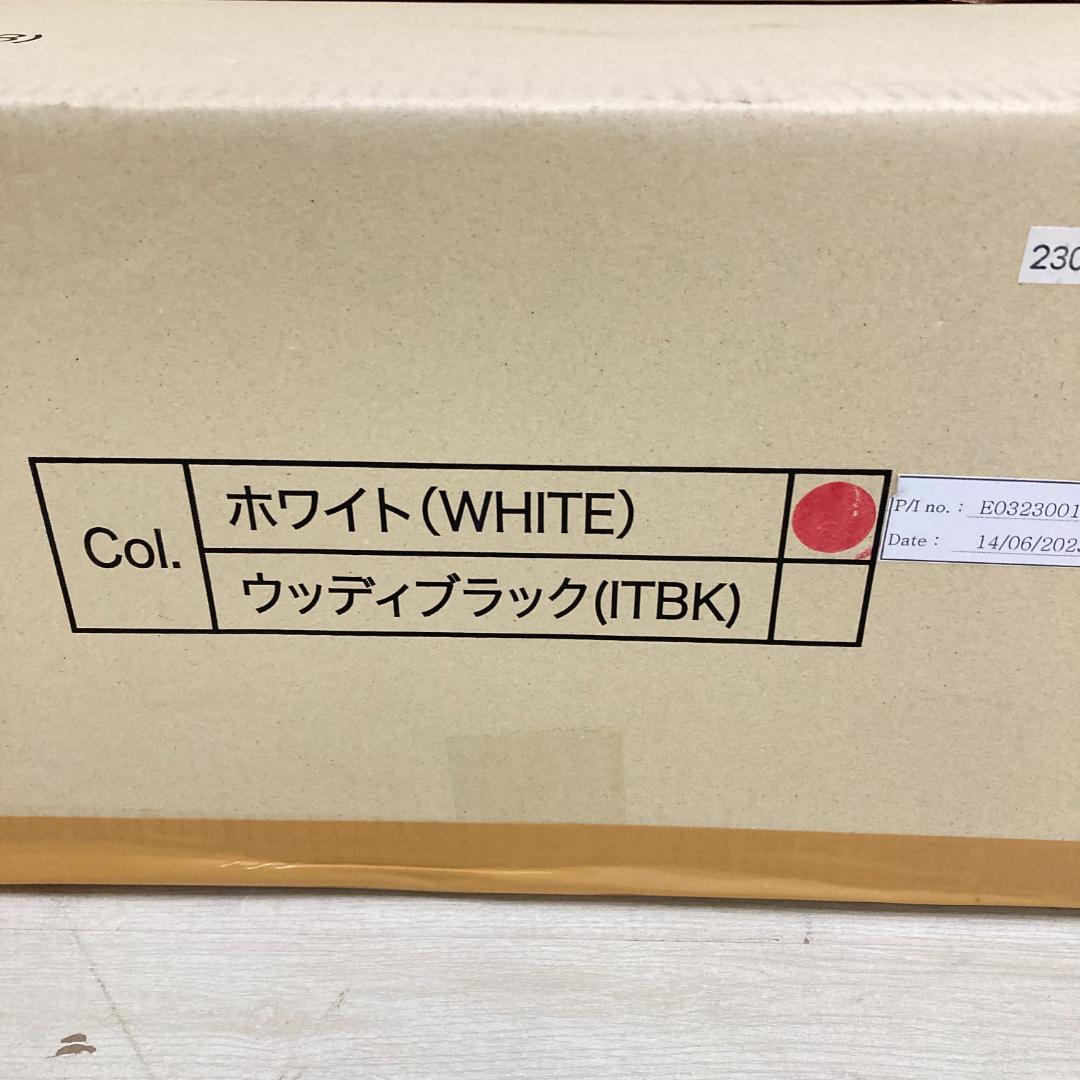 230
Col.
ホワイト(WHITE)
ウッディブラック(ITBK)
P/I no.: E0323001
Date: 14/06/202